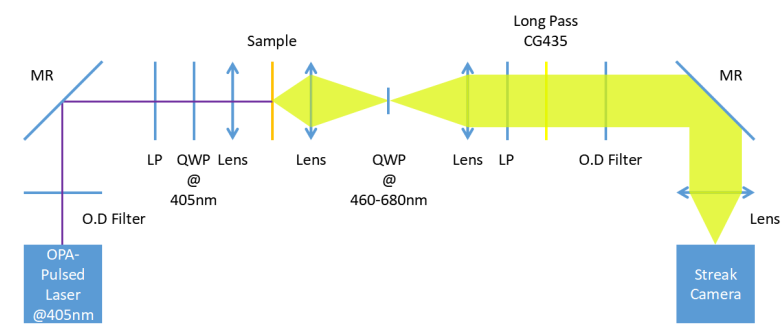 Long Pass
CG435
Sample
MR
MR
LP
QWP
@
405nm
Lens
Lens
QWP
@
460-680nm
Lens
LP
O.D Filter
O.D Filter
Lens
OPA-
Pulsed
Laser
@405nm
Streak
Camera